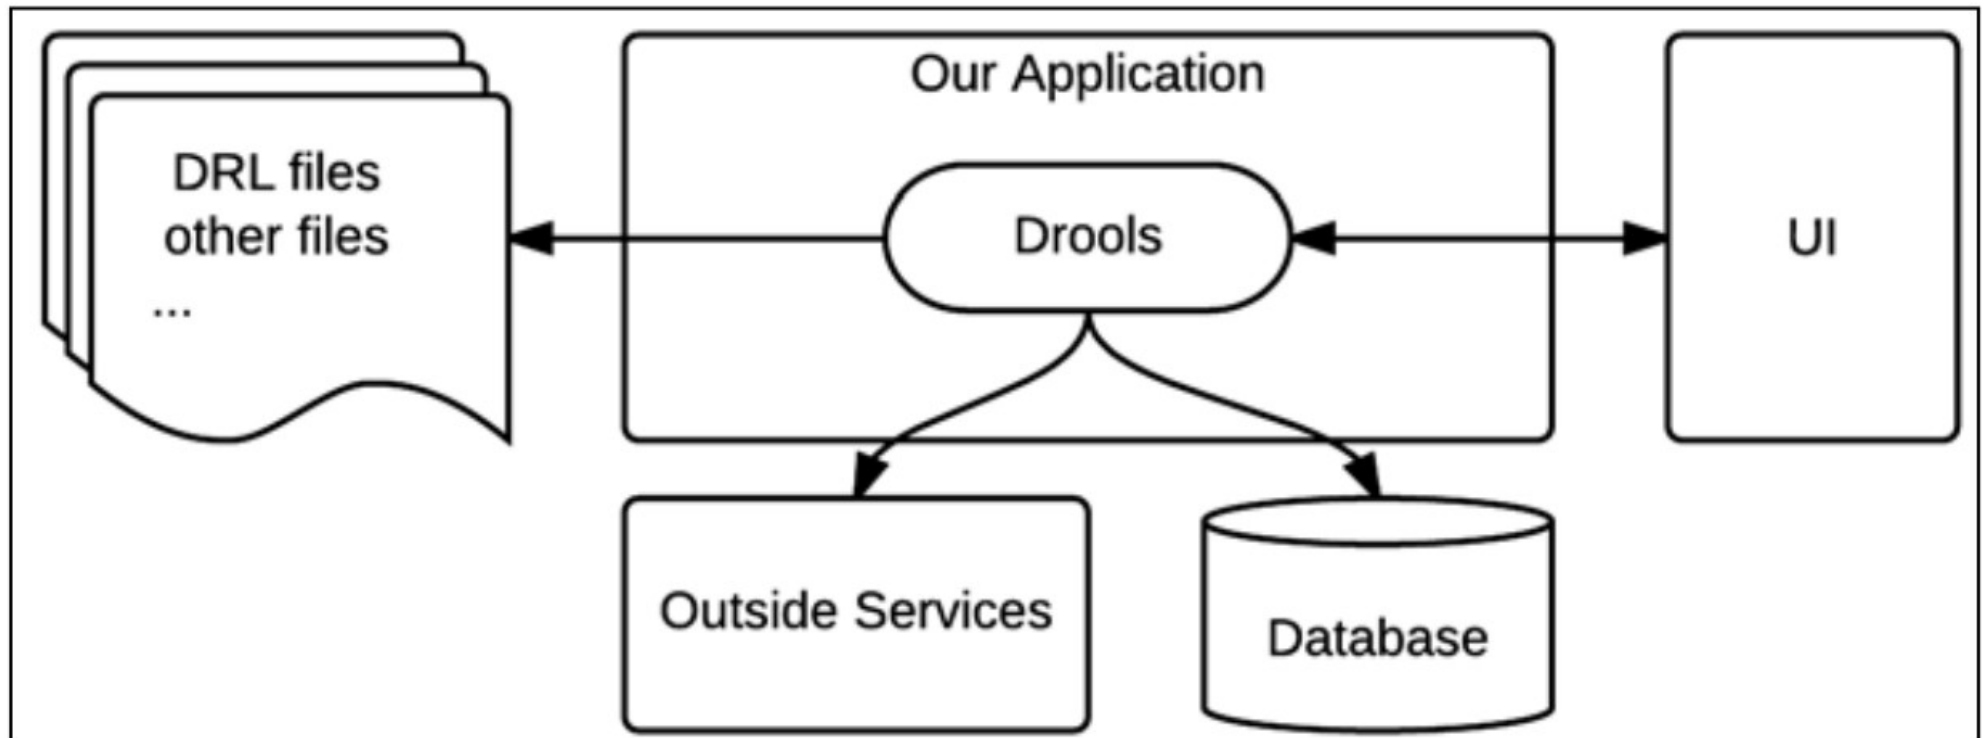 Our Application
DRL files
other files
...
Drools
UI
Outside Services
Database